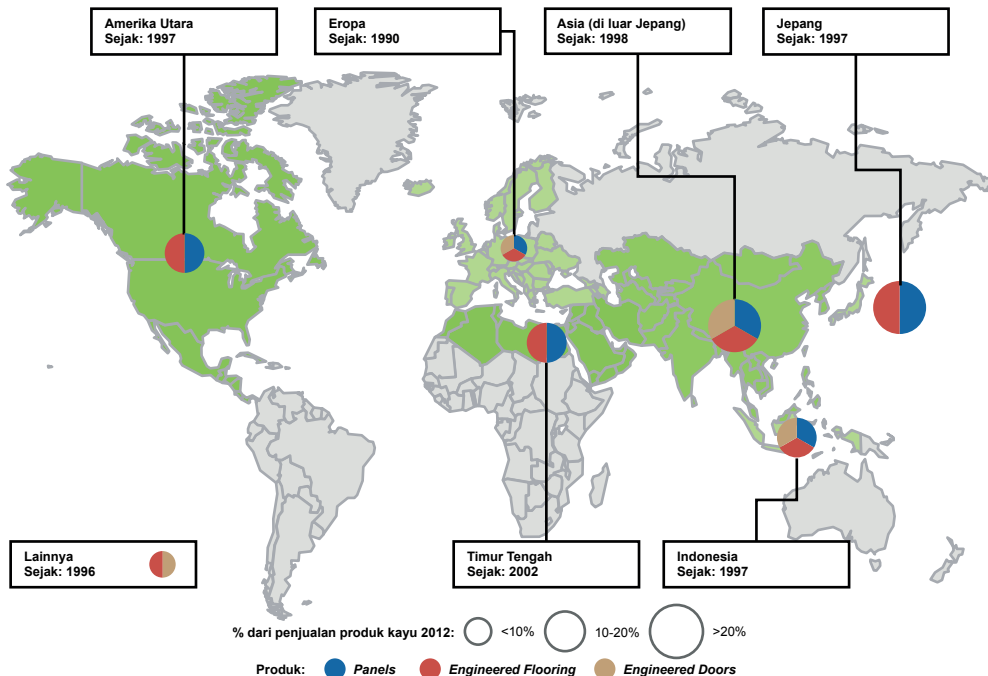 Amerika Utara
Sejak: 1997
Eropa
Sejak: 1990
Asia (di luar Jepang)
Sejak: 1998
Jepang
Sejak: 1997
Lainnya
Sejak: 1996
Timur Tengah
Sejak: 2002
Indonesia
Sejak: 1997
% dari penjualan produk kayu 2012: <10% 10-20% >20%
Produk: Panels Engineered Flooring Engineered Doors